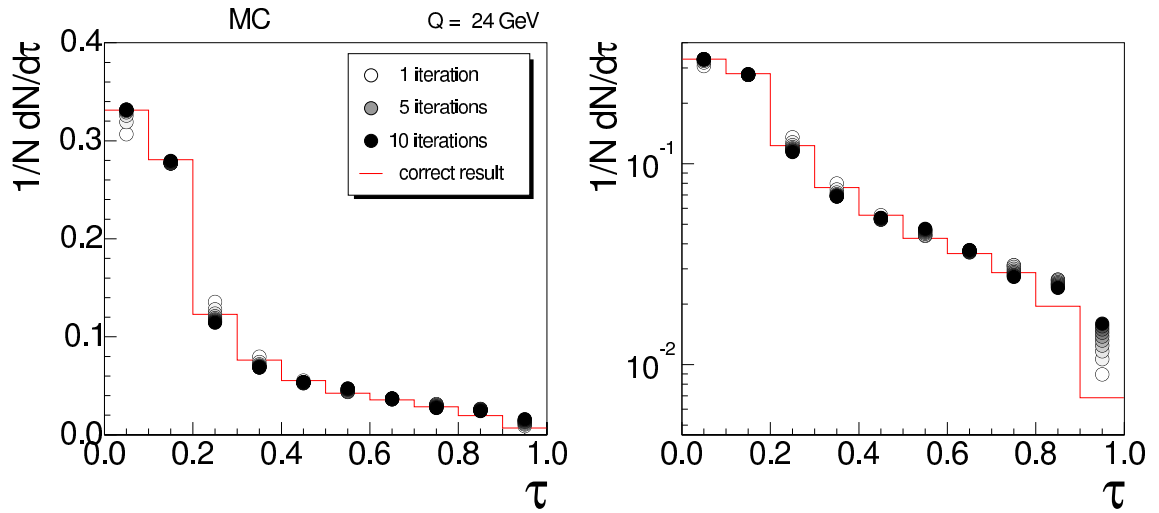 MC Q = 24 GeV
1/N dN/dτ
0.4
0.3
0.2
0.1
0.0
1 iteration
5 iterations
10 iterations
correct result
0.0 0.2 0.4 0.6 0.8 1.0
τ
1/N dN/dτ
10⁻¹
10⁻²
0.0 0.2 0.4 0.6 0.8 1.0
τ